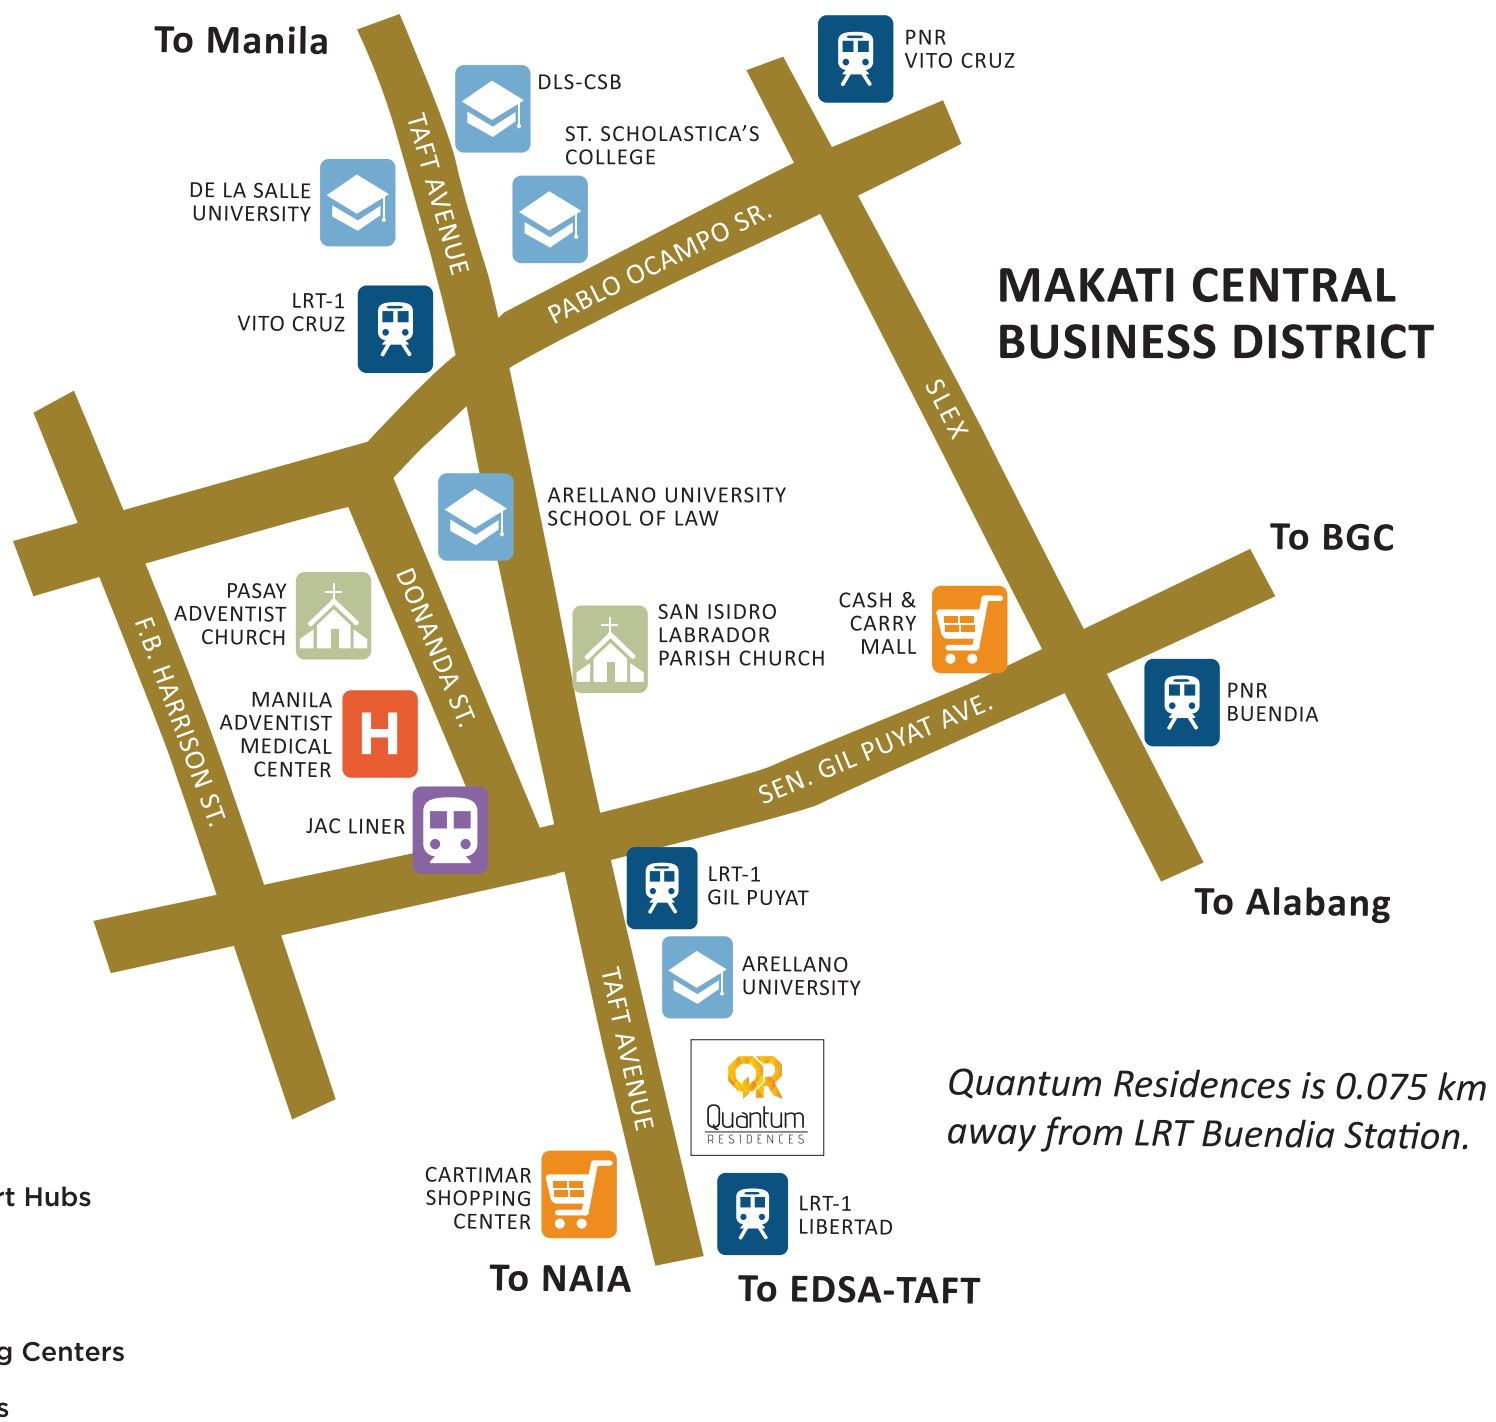 To Manila
PNR
VITO CRUZ
DLS-CSB
ST. SCHOLASTICA'S
COLLEGE
TAFT AVENUE
DE LA SALLE
UNIVERSITY
PABLO OCAMPO SR.
LRT-1
VITO CRUZ
MAKATI CENTRAL
BUSINESS DISTRICT
SLEX
ARELLANO UNIVERSITY
SCHOOL OF LAW
To BGC
PASAY
ADVENTIST
CHURCH
DONANDA ST.
SAN ISIDRO
LABRADOR
PARISH CHURCH
CASH &
CARRY
MALL
F.B. HARRISON ST.
MANILA
ADVENTIST
MEDICAL
CENTER
H
PNR
BUENDIA
SEN. GIL PUYAT AVE.
JAC LINER
LRT-1
GIL PUYAT
To Alabang
ARELLANO
UNIVERSITY
TAFT AVENUE
QR
Quantum
RESIDENCES
Quantum Residences is 0.075 km
away from LRT Buendia Station.
CARTIMAR
SHOPPING
CENTER
rt Hubs
LRT-1
LIBERTAD
To NAIA
To EDSA-TAFT
g Centers
s